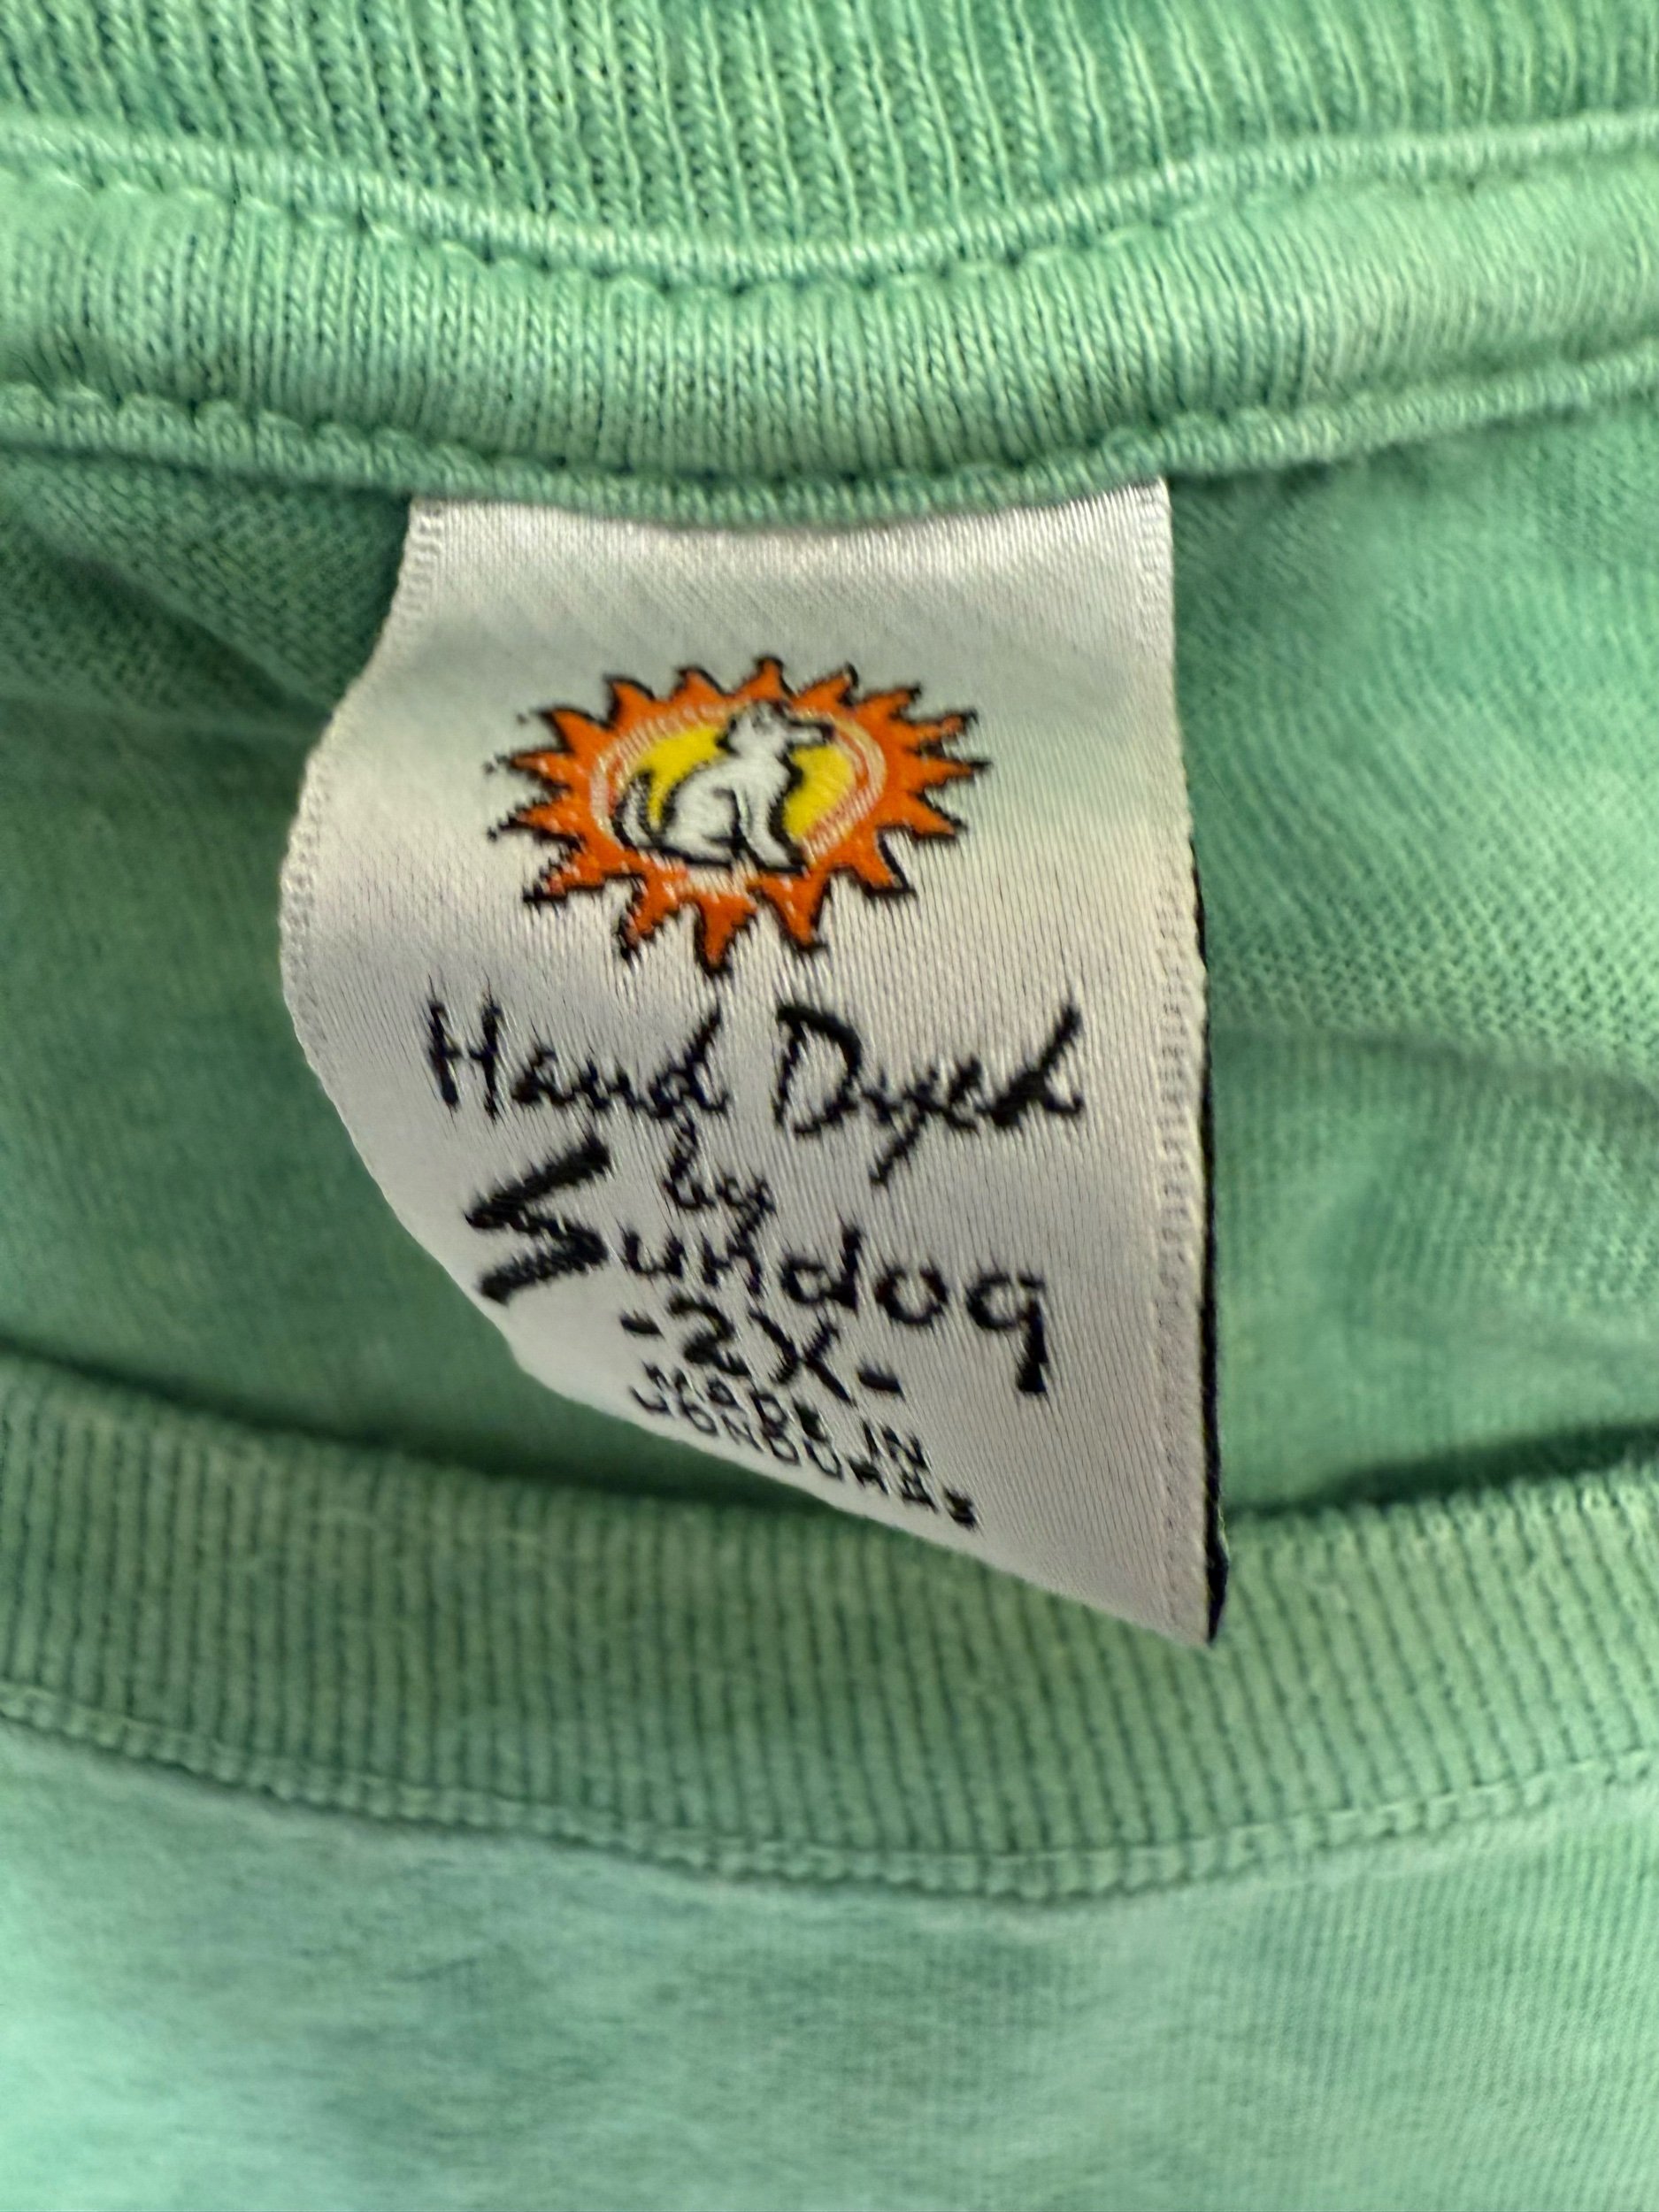 Hand Dyed
by
Sundog
-2X-
MADE IN
HONDURAS